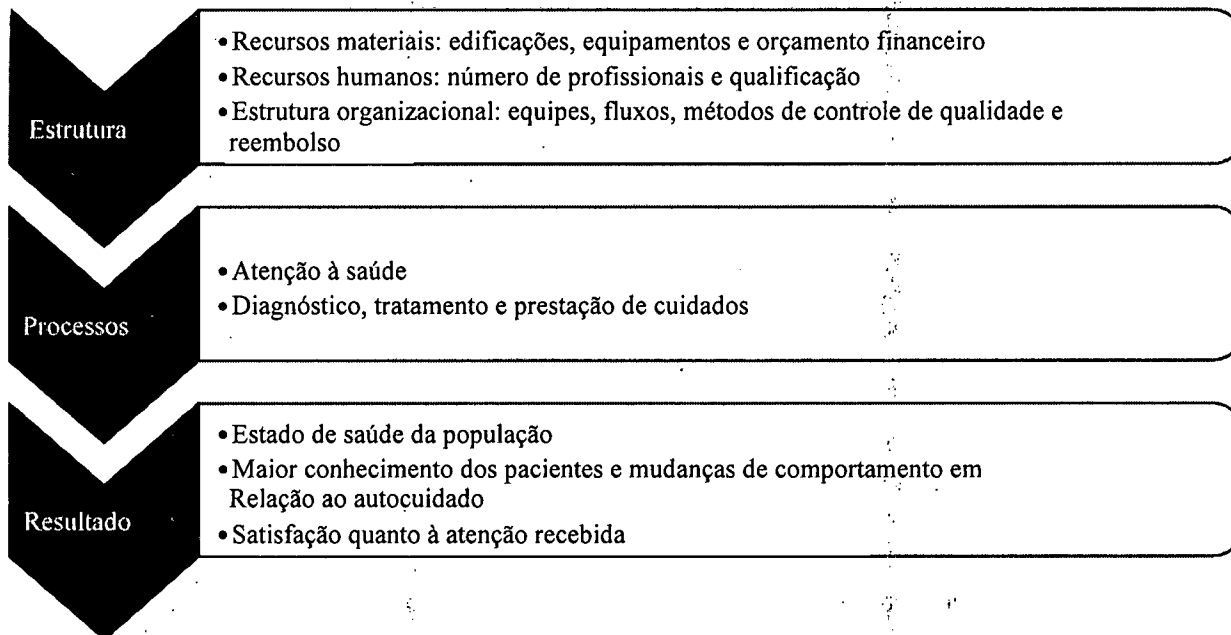 Estrutura
• Recursos materiais: edificações, equipamentos e orçamento financeiro
• Recursos humanos: número de profissionais e qualificação
• Estrutura organizacional: equipes, fluxos, métodos de controle de qualidade e
reembolso
Processos
• Atenção à saúde
• Diagnóstico, tratamento e prestação de cuidados
Resultado
• Estado de saúde da população
• Maior conhecimento dos pacientes e mudanças de comportamento em
Relação ao autocuidado
• Satisfação quanto à atenção recebida